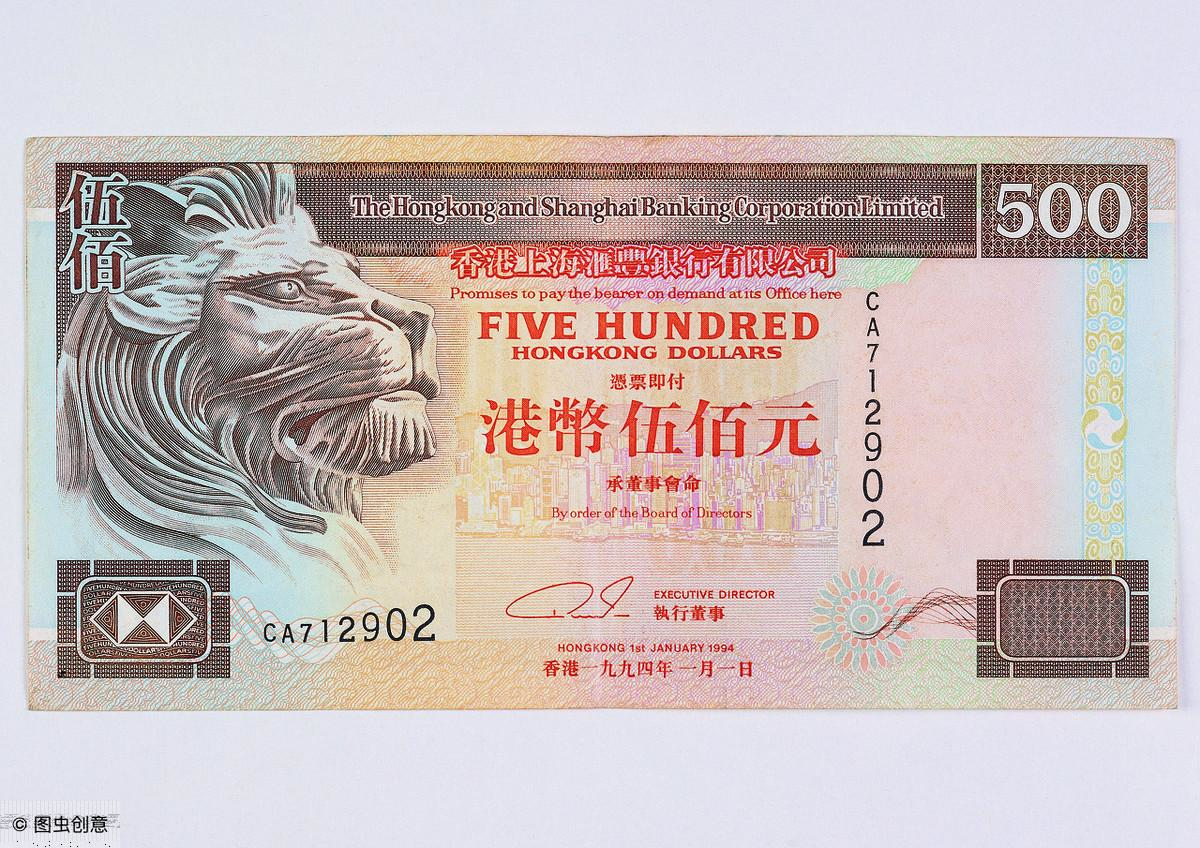 伍佰
The Hongkong and Shanghai Banking Corporation Limited
500
香港上海滙豐銀行有限公司
Promises to pay the bearer on demand at its Office here
FIVE HUNDRED
HONGKONG DOLLARS
憑票即付
港幣伍佰元
承董事會命
By order of the Board of Directors
CA712902
CA712902
EXECUTIVE DIRECTOR
執行董事
HONGKONG 1st JANUARY 1994
香港一九九四年一月一日
© 图虫创意